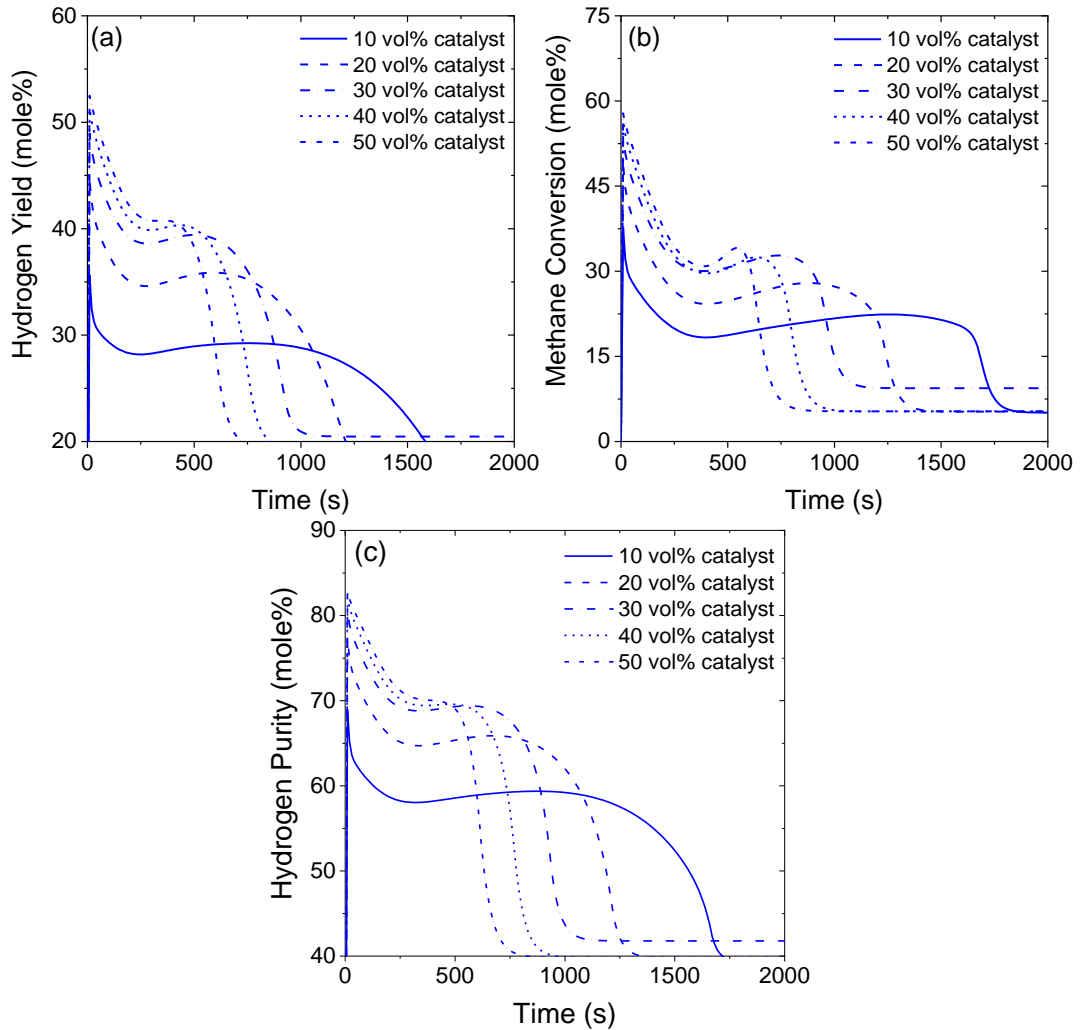 (a)
10 vol% catalyst
20 vol% catalyst
30 vol% catalyst
40 vol% catalyst
50 vol% catalyst
Hydrogen Yield (mole%)
60
50
40
30
20
0 500 1000 1500 2000
Time (s)
(b)
10 vol% catalyst
20 vol% catalyst
30 vol% catalyst
40 vol% catalyst
50 vol% catalyst
Methane Conversion (mole%)
75
60
45
30
15
0
0 500 1000 1500 2000
Time (s)
(c)
10 vol% catalyst
20 vol% catalyst
30 vol% catalyst
40 vol% catalyst
50 vol% catalyst
Hydrogen Purity (mole%)
90
80
70
60
50
40
0 500 1000 1500 2000
Time (s)